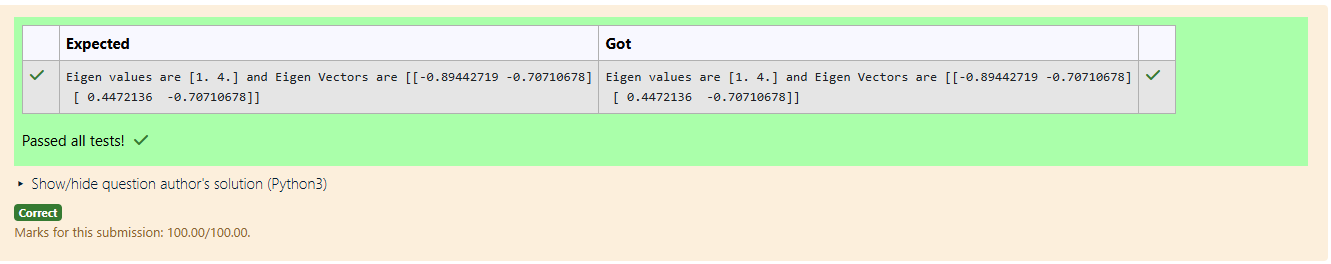 Expected Got
Eigen values are [1. 4.] and Eigen Vectors are [[-0.89442719 -0.70710678] Eigen values are [1. 4.] and Eigen Vectors are [[-0.89442719 -0.70710678]
[ 0.4472136  -0.70710678]] [ 0.4472136  -0.70710678]]
Passed all tests!
Show/hide question author's solution (Python3)
Correct
Marks for this submission: 100.00/100.00.